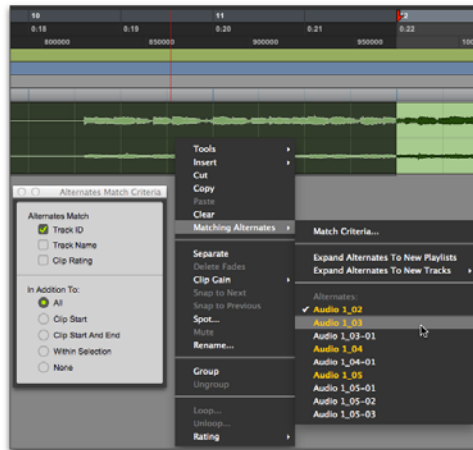 10 11 12
0:18 0:19 0:20 0:21 0:22
800000 850000 900000 950000 100
Tools
Insert
Cut
Copy
Paste
Clear
Matching Alternates
Separate
Delete Fades
Clip Gain
Snap to Next
Snap to Previous
Spot...
Mute
Rename...
Group
Ungroup
Loop...
Unloop...
Rating
Alternates Match Criteria
Alternates Match
Track ID
Track Name
Clip Rating
In Addition To:
All
Clip Start
Clip Start And End
Within Selection
None
Match Criteria...
Expand Alternates To New Playlists
Expand Alternates To New Tracks
Alternates:
Audio 1_02
Audio 1_03
Audio 1_03-01
Audio 1_04
Audio 1_04-01
Audio 1_05
Audio 1_05-01
Audio 1_05-02
Audio 1_05-03